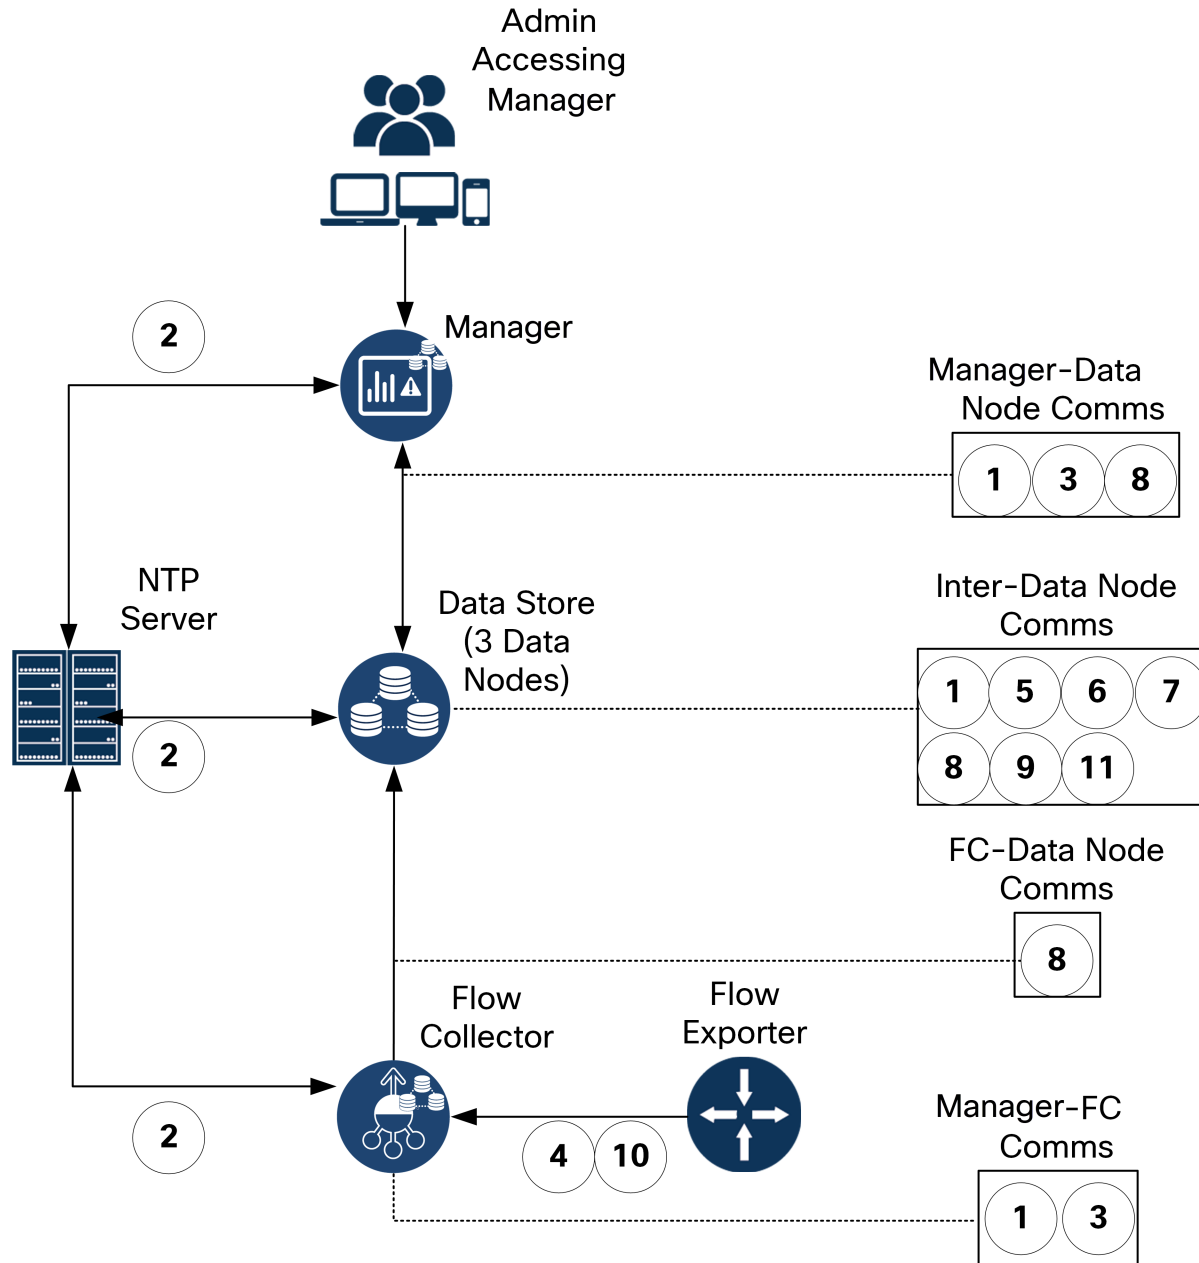 Admin
Accessing
Manager
Manager
2
Manager-Data
Node Comms
1 3 8
NTP
Server
Data Store
(3 Data
Nodes)
2
Inter-Data Node
Comms
1 5 6 7
8 9 11
FC-Data Node
Comms
8
Flow
Collector
Flow
Exporter
2
4 10
Manager-FC
Comms
1 3